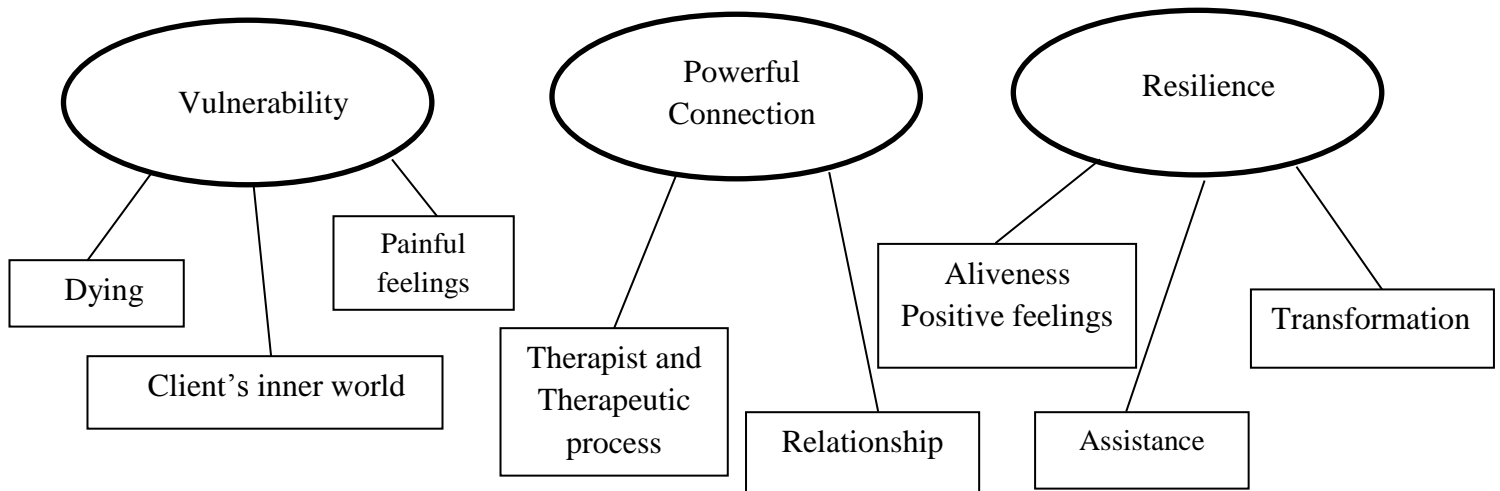 Vulnerability
Powerful
Connection
Resilience
Dying
Client's inner world
Painful
feelings
Therapist and
Therapeutic
process
Relationship
Aliveness
Positive feelings
Assistance
Transformation